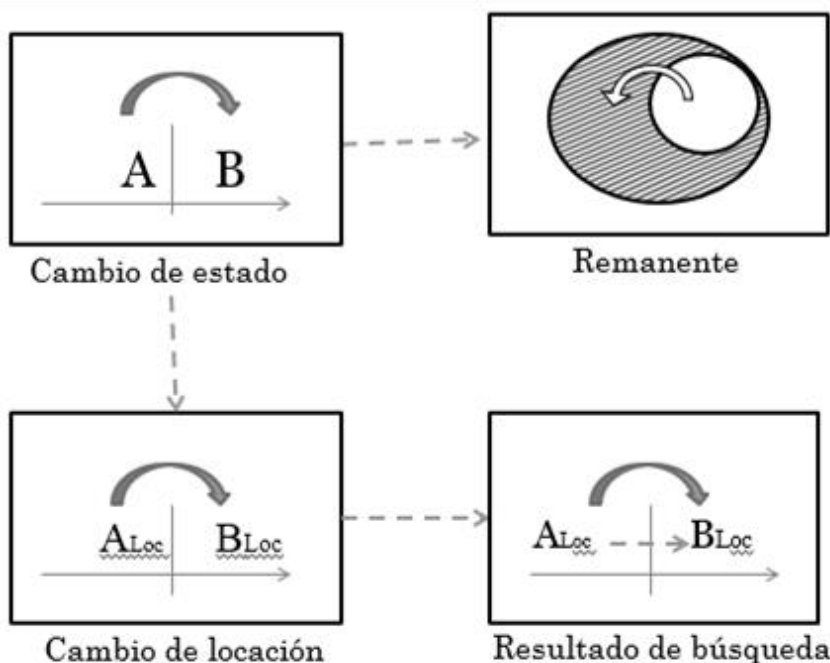 A B
Cambio de estado
Remanente
ALoc BLoc
Cambio de locación
ALoc BLoc
Resultado de búsqueda